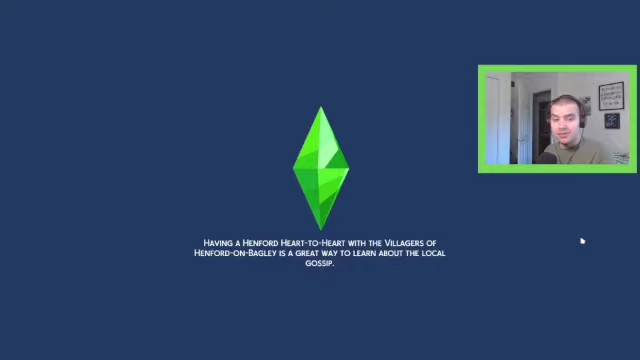 Having a Henford Heart-to-Heart with the Villagers of
Henford-on-Bagley is a great way to learn about the local
gossip.